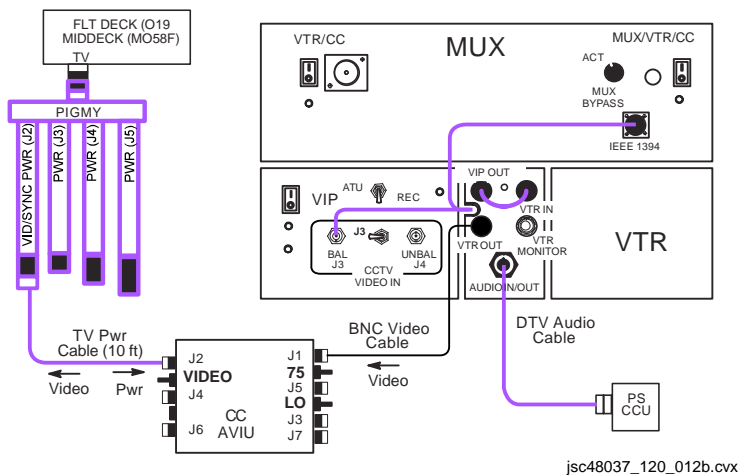 FLT DECK (O19
MIDDECK (MO58F)
TV
PIGMY
VID/SYNC PWR (J2)
PWR (J3)
PWR (J4)
PWR (J5)
VTR/CC
MUX
MUX/VTR/CC
ACT
MUX
BYPASS
IEEE 1394
VIP
ATU
REC
J3
BAL
J3
UNBAL
J4
CCTV
VIDEO IN
VIP OUT
VTR IN
VTR OUT
VTR
MONITOR
AUDIO IN/OUT
VTR
TV Pwr
Cable (10 ft)
Video
Pwr
BNC Video
Cable
Video
DTV Audio
Cable
J2
VIDEO
J4
J6
CC
AVIU
J1
75
J5
LO
J3
J7
PS
CCU
jsc48037_120_012b.cvx